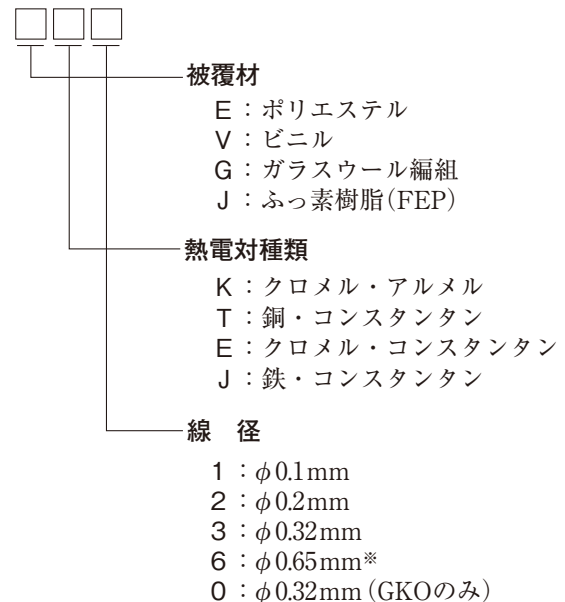 被覆材
E：ポリエステル
V：ビニル
G：ガラスウール編組
J：ふっ素樹脂(FEP)
熱電対種類
K：クロメル・アルメル
T：銅・コンスタンタン
E：クロメル・コンスタンタン
J：鉄・コンスタンタン
線　径
1：φ0.1mm
2：φ0.2mm
3：φ0.32mm
6：φ0.65mm※
0：φ0.32mm(GKOのみ)